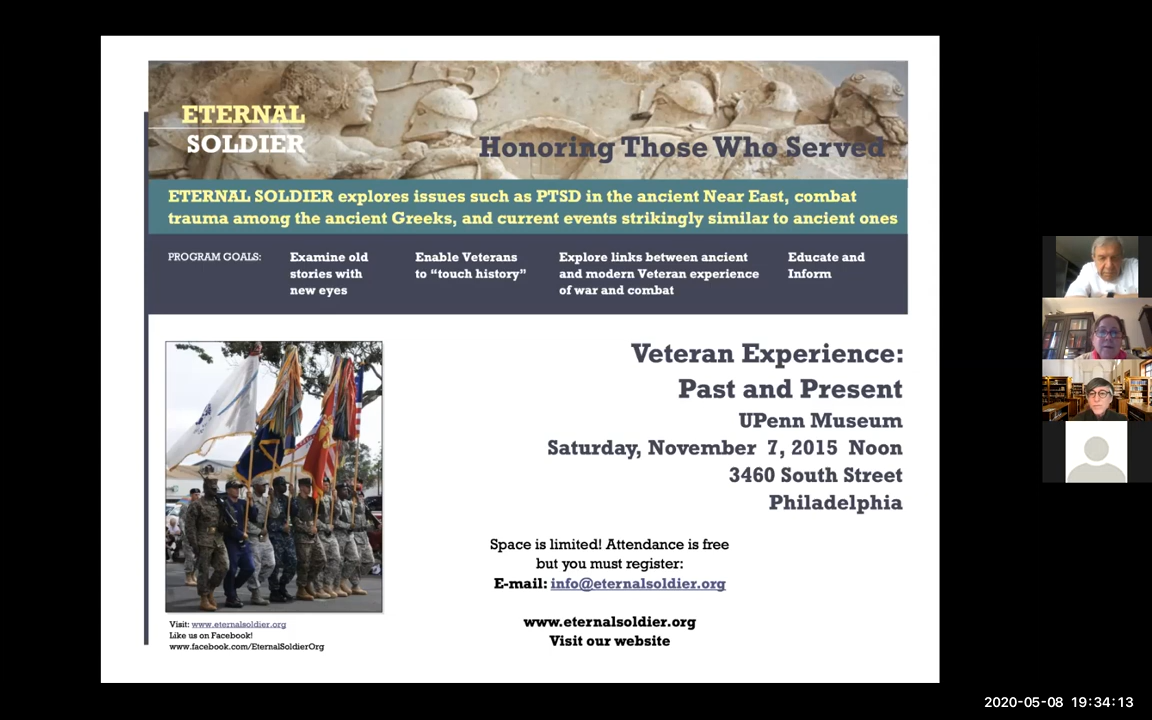 ETERNAL
SOLDIER
Honoring Those Who Served
ETERNAL SOLDIER explores issues such as PTSD in the ancient Near East, combat
trauma among the ancient Greeks, and current events strikingly similar to ancient ones
PROGRAM GOALS:
Examine old
stories with
new eyes
Enable Veterans
to “touch history”
Explore links between ancient
and modern Veteran experience
of war and combat
Educate and
Inform
Veteran Experience:
Past and Present
UPenn Museum
Saturday, November 7, 2015 Noon
3460 South Street
Philadelphia
Space is limited! Attendance is free
but you must register:
E-mail: info@eternalsoldier.org
www.eternalsoldier.org
Visit our website
Visit: www.eternalsoldier.org
Like us on Facebook!
www.facebook.com/EternalSoldierOrg
2020-05-08 19:34:13